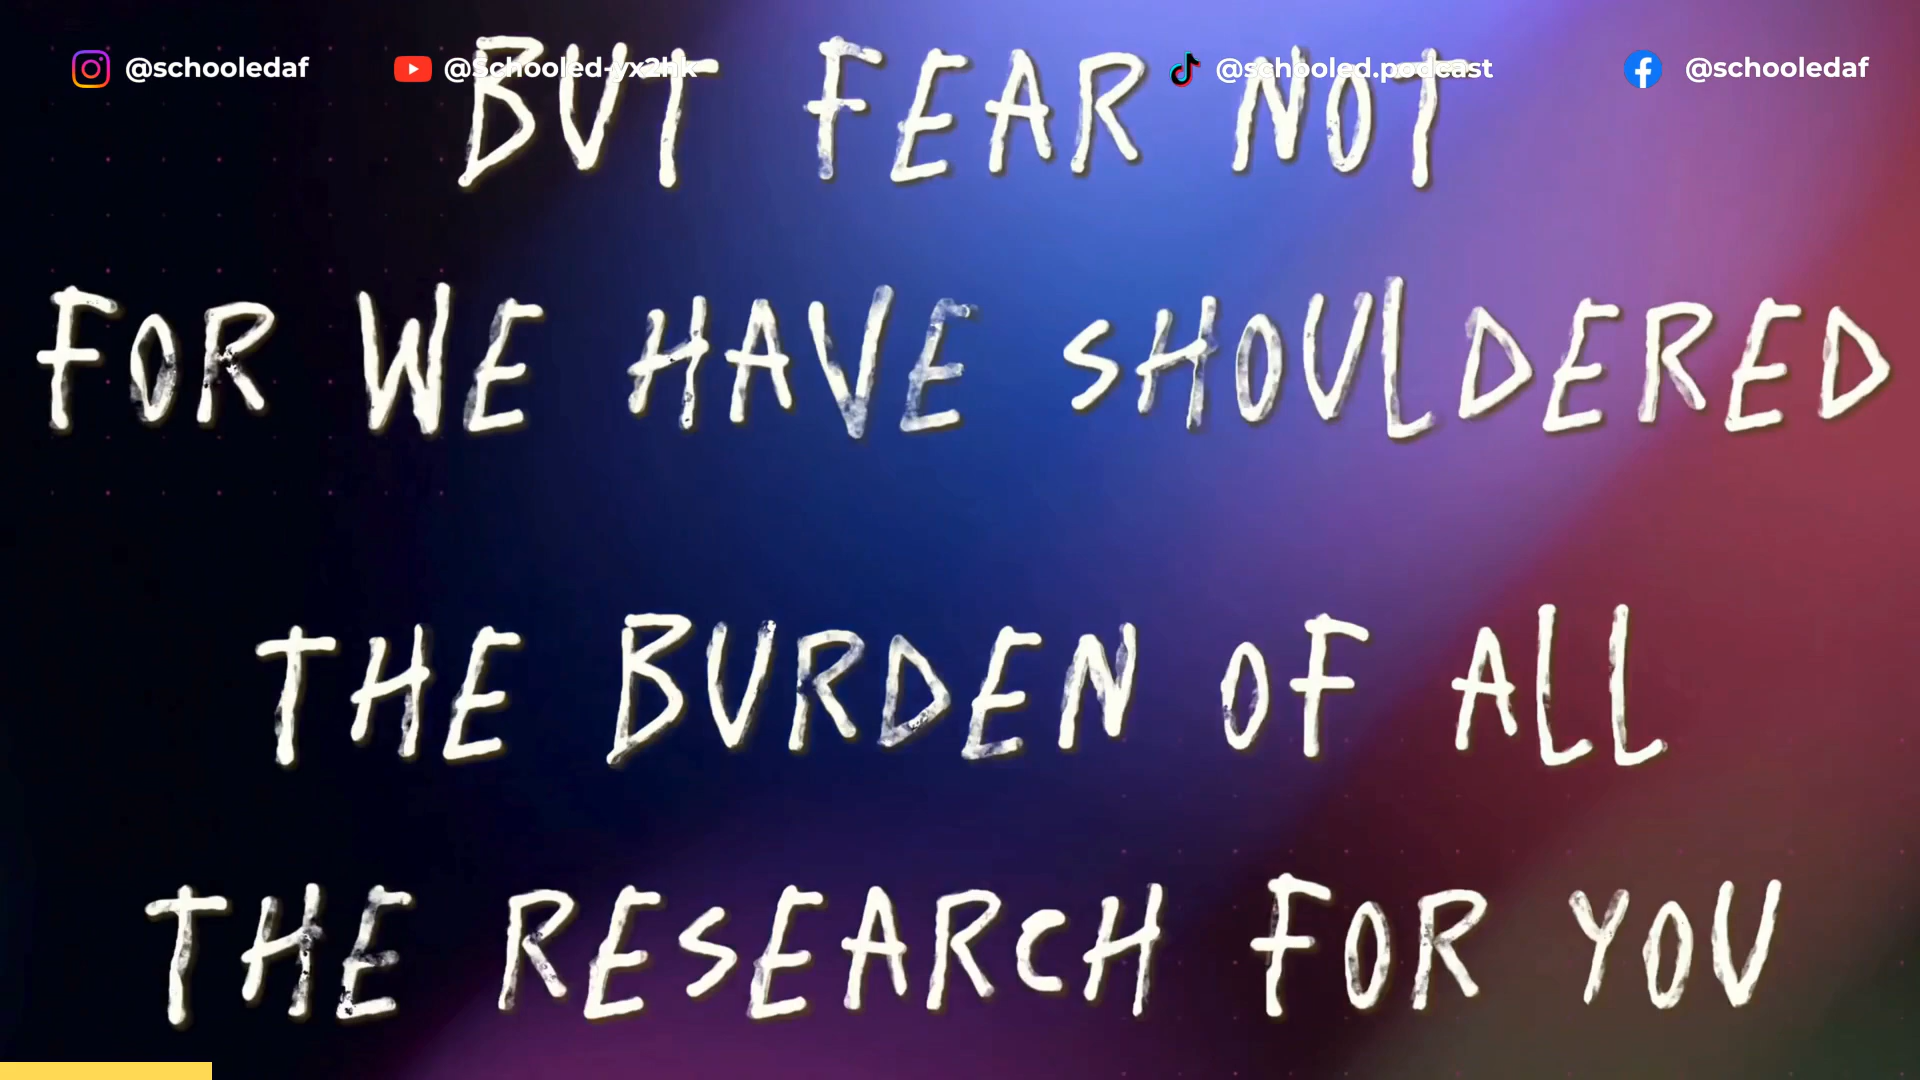 @schooledaf @Schooled-yx2hk @schooled.podcast @schooledaf
BUT FEAR NOT
FOR WE HAVE SHOULDERED
THE BURDEN OF ALL
THE RESEARCH FOR YOU